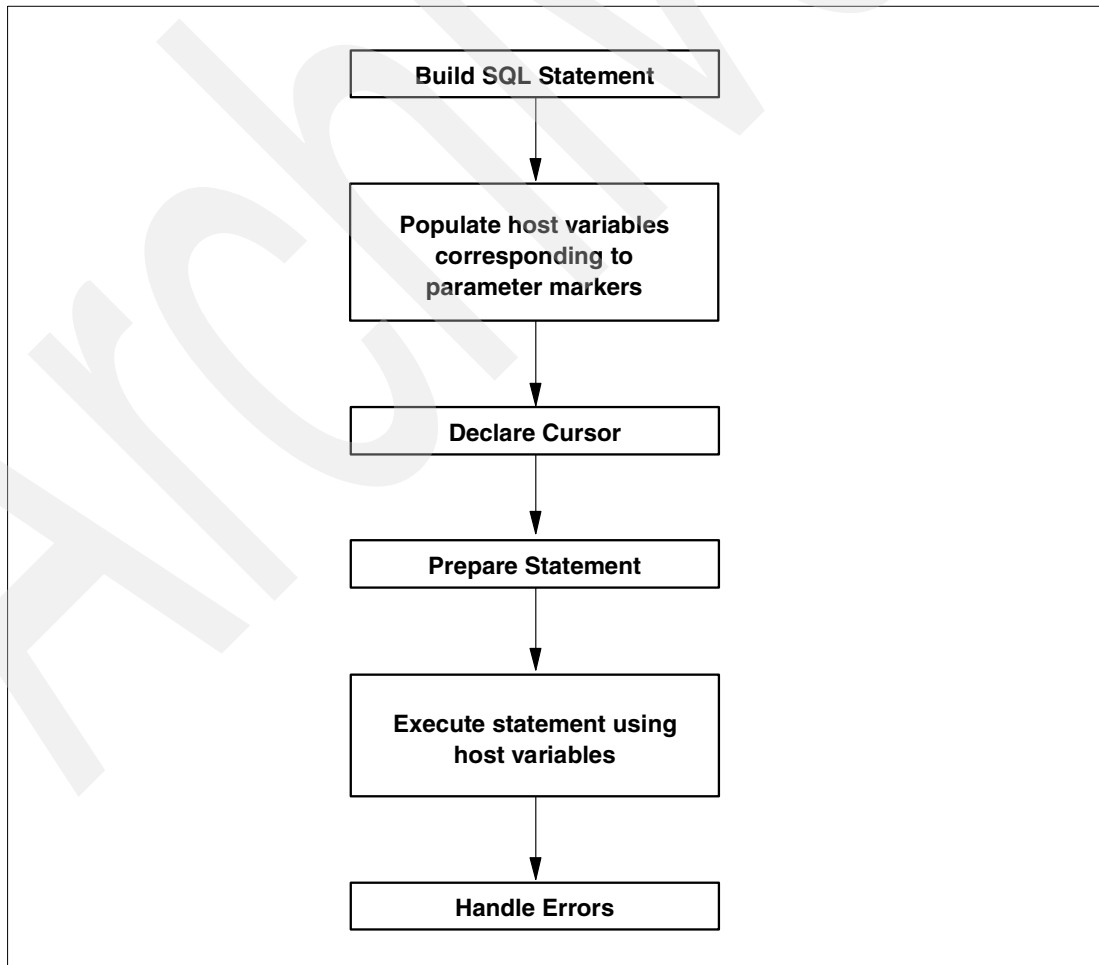 Build SQL Statement
Populate host variables
corresponding to
parameter markers
Declare Cursor
Prepare Statement
Execute statement using
host variables
Handle Errors